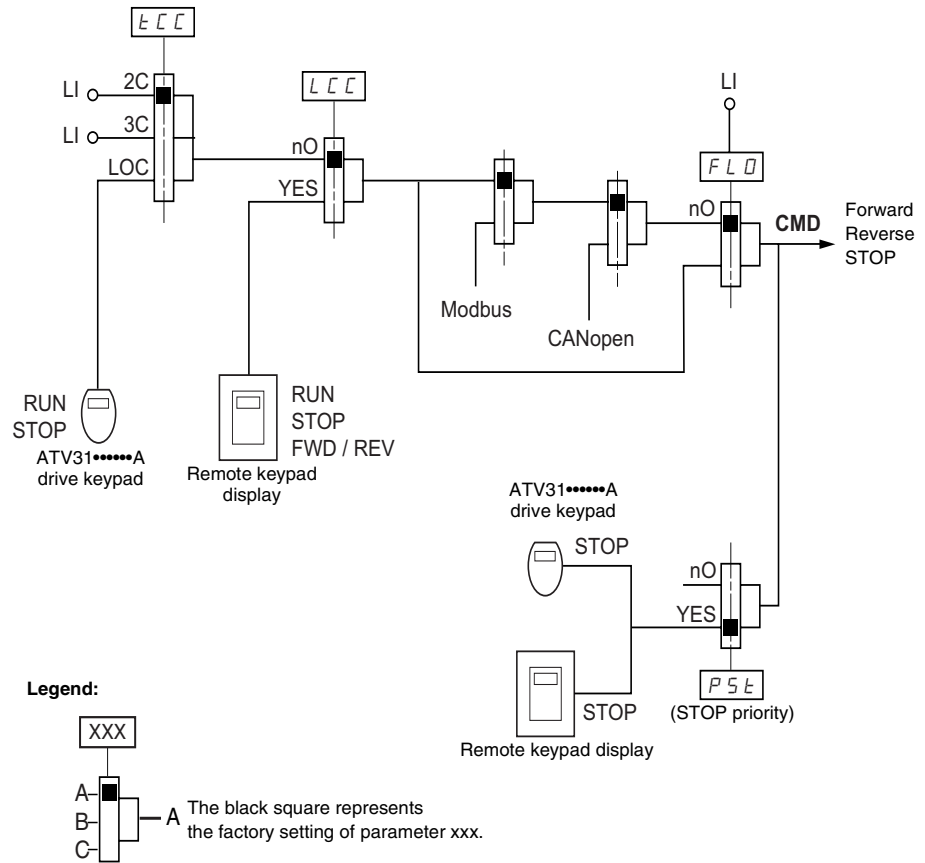 tCC
LI
2C
LI
3C
LOC
LCC
nO
YES
LI
FLO
nO
CMD
Forward
Reverse
STOP
Modbus
CANopen
RUN
STOP
ATV31••••••A
drive keypad
RUN
STOP
FWD / REV
Remote keypad
display
ATV31••••••A
drive keypad
STOP
nO
YES
PSt
(STOP priority)
STOP
Remote keypad display
Legend:
XXX
A
B
C
A
The black square represents
the factory setting of parameter xxx.